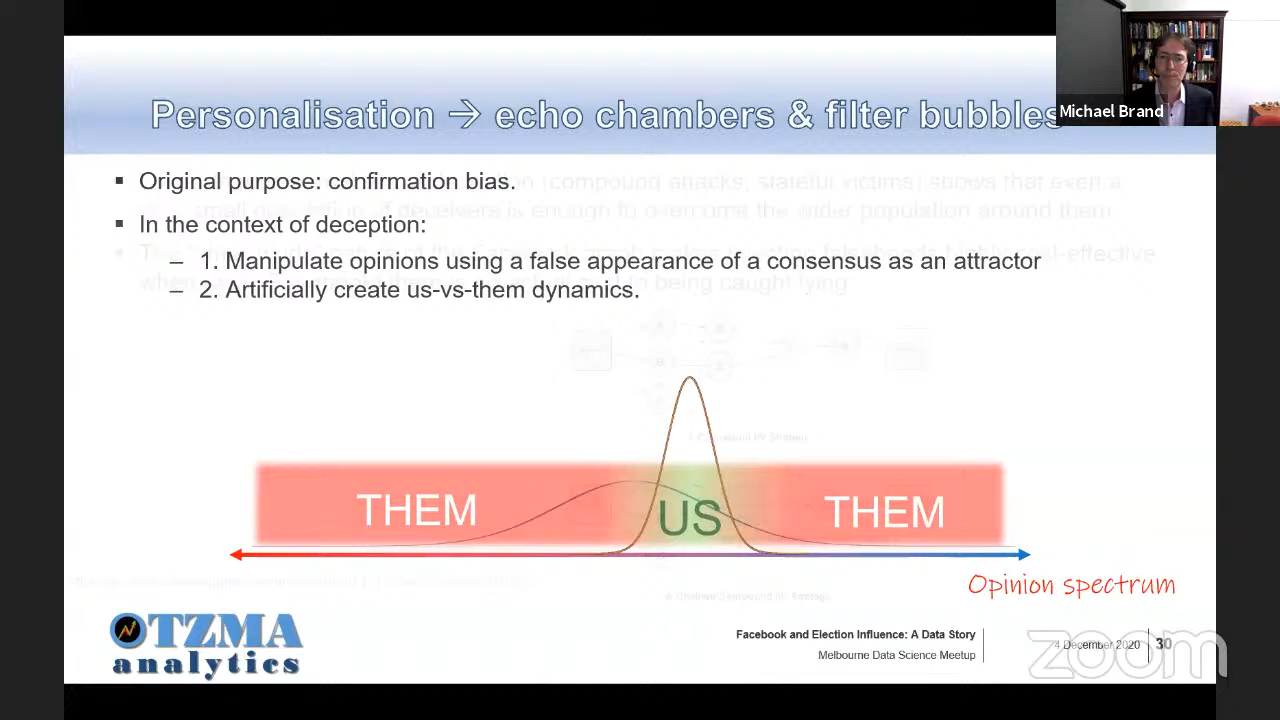 Personalisation → echo chambers & filter bubbles
Michael Brand
▪ Original purpose: confirmation bias.
▪ In the context of deception:
– 1. Manipulate opinions using a false appearance of a consensus as an attractor
– 2. Artificially create us-vs-them dynamics.
THEM US THEM
Opinion spectrum
OTZMA
analytics
Facebook and Election Influence: A Data Story
Melbourne Data Science Meetup
4 December 2020 30
zoom